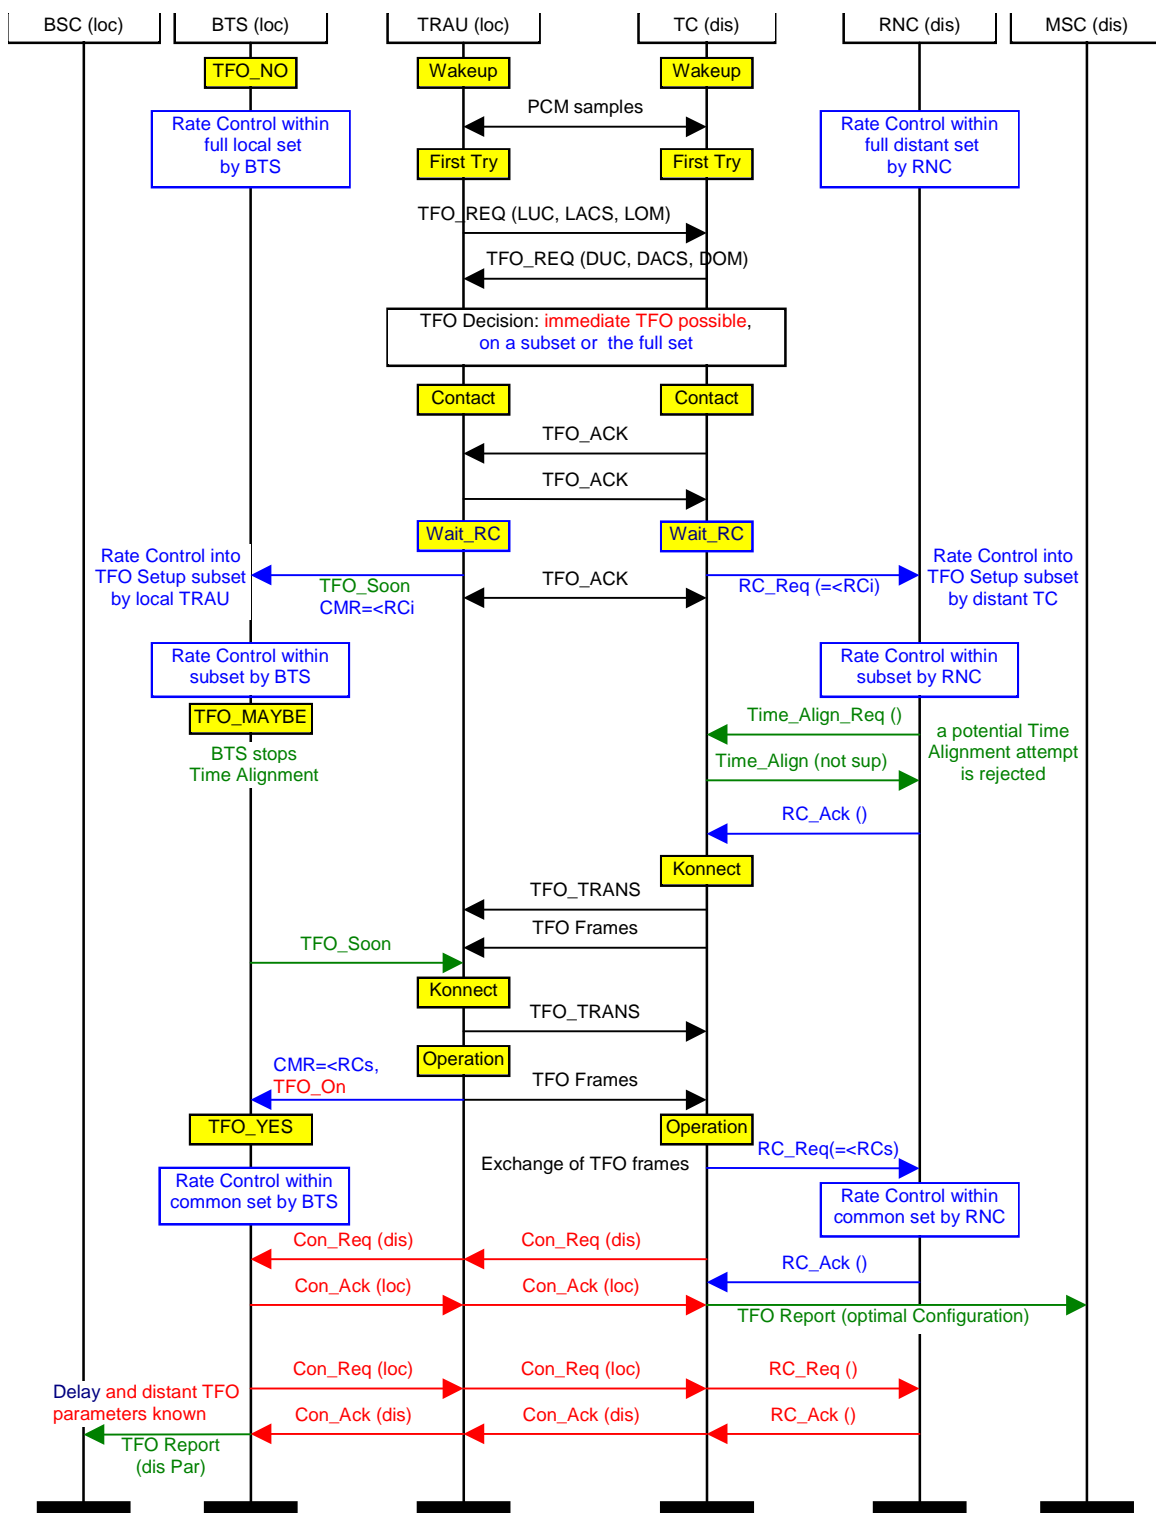 BSC (loc)
BTS (loc)
TRAU (loc)
TC (dis)
RNC (dis)
MSC (dis)
TFO_NO
Wakeup
Wakeup
PCM samples
Rate Control within
full local set
by BTS
Rate Control within
full distant set
by RNC
First Try
First Try
TFO_REQ (LUC, LACS, LOM)
TFO_REQ (DUC, DACS, DOM)
TFO Decision: immediate TFO possible,
on a subset or the full set
Contact
Contact
TFO_ACK
TFO_ACK
Wait_RC
Wait_RC
Rate Control into
TFO Setup subset
by local TRAU
TFO_Soon
CMR=<RCi
TFO_ACK
RC_Req (=<RCi)
Rate Control into
TFO Setup subset
by distant TC
Rate Control within
subset by BTS
Rate Control within
subset by RNC
TFO_MAYBE
BTS stops
Time Alignment
Time_Align_Req ()
a potential Time
Alignment attempt
is rejected
Time_Align (not sup)
RC_Ack ()
Konnect
TFO_TRANS
TFO Frames
TFO_Soon
Konnect
TFO_TRANS
Operation
CMR=<RCs,
TFO_On
TFO Frames
TFO_YES
Operation
Exchange of TFO frames
RC_Req(=<RCs)
Rate Control within
common set by BTS
Rate Control within
common set by RNC
Con_Req (dis)
Con_Req (dis)
RC_Ack ()
Con_Ack (loc)
Con_Ack (loc)
TFO Report (optimal Configuration)
Con_Req (loc)
Con_Req (loc)
RC_Req ()
Delay and distant TFO
parameters known
Con_Ack (dis)
Con_Ack (dis)
RC_Ack ()
TFO Report
(dis Par)